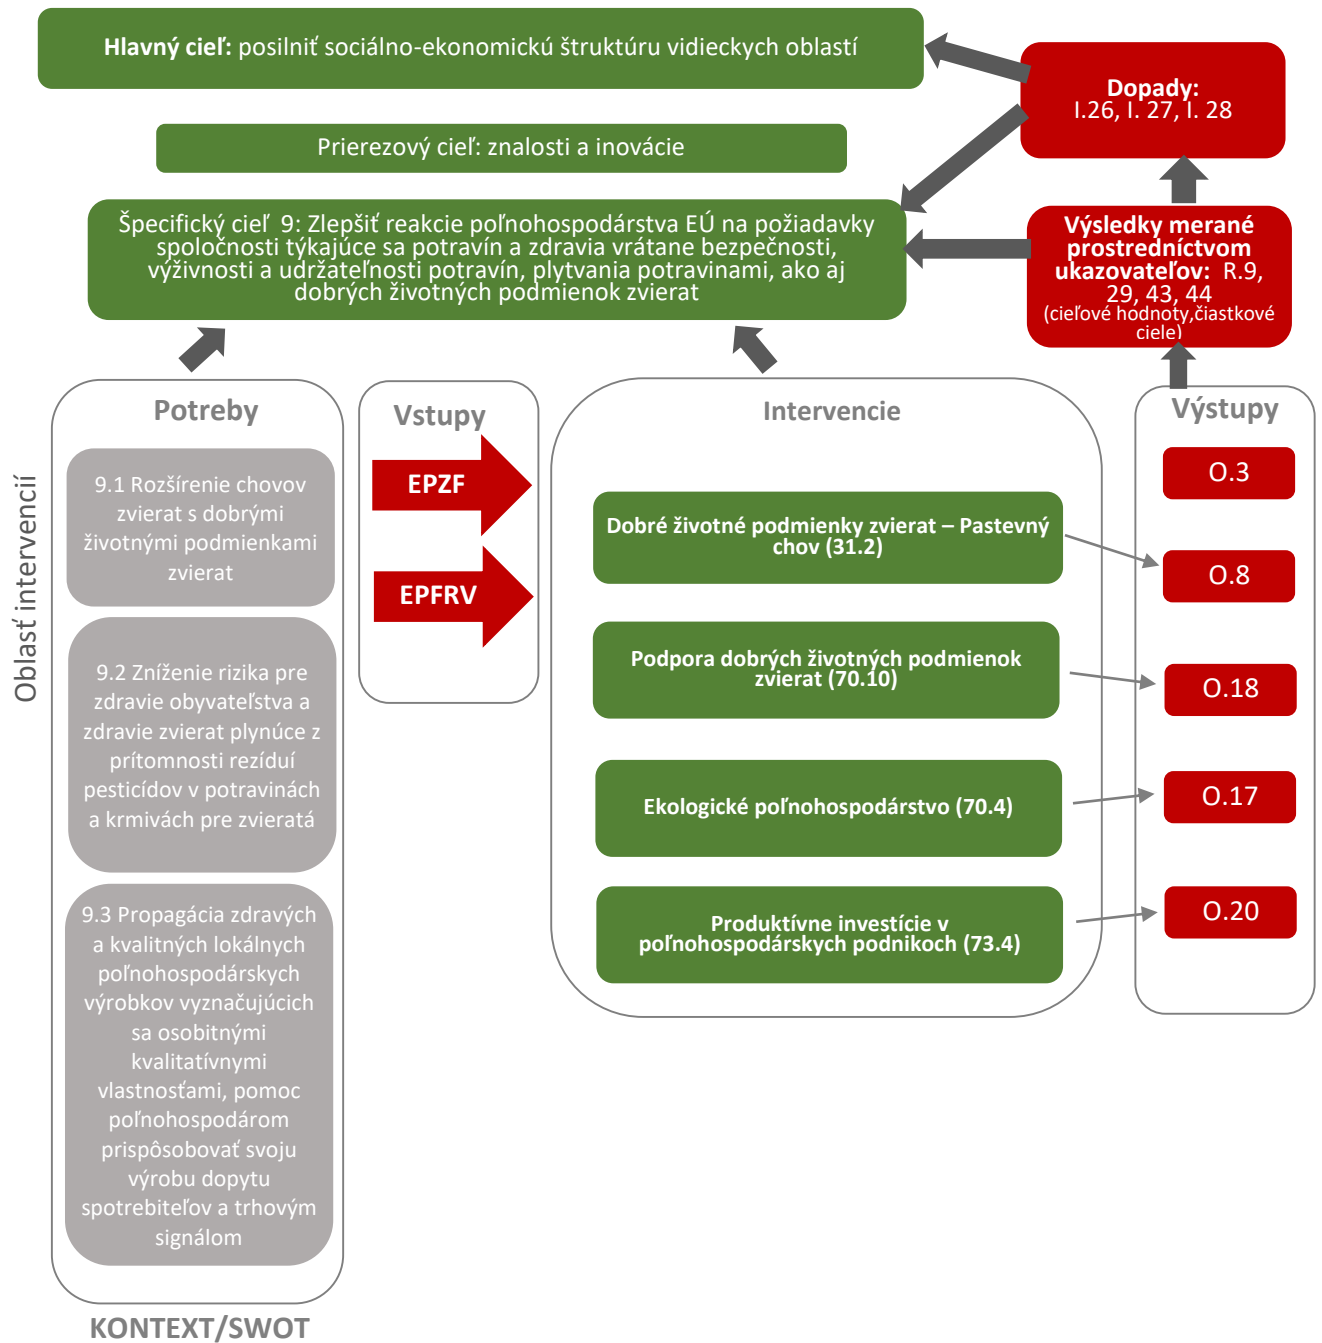 Hlavný cieľ: posilniť sociálno-ekonomickú štruktúru vidieckych oblastí
Dopady:
I.26, I. 27, I. 28
Prierezový cieľ: znalosti a inovácie
Špecifický cieľ  9: Zlepšiť reakcie poľnohospodárstva EÚ na požiadavky
spoločnosti týkajúce sa potravín a zdravia vrátane bezpečnosti,
výživnosti a udržateľnosti potravín, plytvania potravinami, ako aj
dobrých životných podmienok zvierat
Výsledky merané
prostredníctvom
ukazovateľov:  R.9,
29, 43, 44
(cieľové hodnoty,čiastkové
ciele)
Oblasť intervencií
Potreby
9.1 Rozšírenie chovov
zvierat s dobrými
životnými podmienkami
zvierat
9.2 Zníženie rizika pre
zdravie obyvateľstva a
zdravie zvierat plynúce z
prítomnosti rezíduí
pesticídov v potravinách
a krmivách pre zvieratá
9.3 Propagácia zdravých
a kvalitných lokálnych
poľnohospodárskych
výrobkov vyznačujúcich
sa osobitnými
kvalitatívnymi
vlastnosťami, pomoc
poľnohospodárom
prispôsobovať svoju
výrobu dopytu
spotrebiteľov a trhovým
signálom
KONTEXT/SWOT
Vstupy
EPZF
EPFRV
Intervencie
Dobré životné podmienky zvierat – Pastevný
chov (31.2)
Podpora dobrých životných podmienok
zvierat (70.10)
Ekologické poľnohospodárstvo (70.4)
Produktívne investície v
poľnohospodárskych podnikoch (73.4)
Výstupy
O.3
O.8
O.18
O.17
O.20